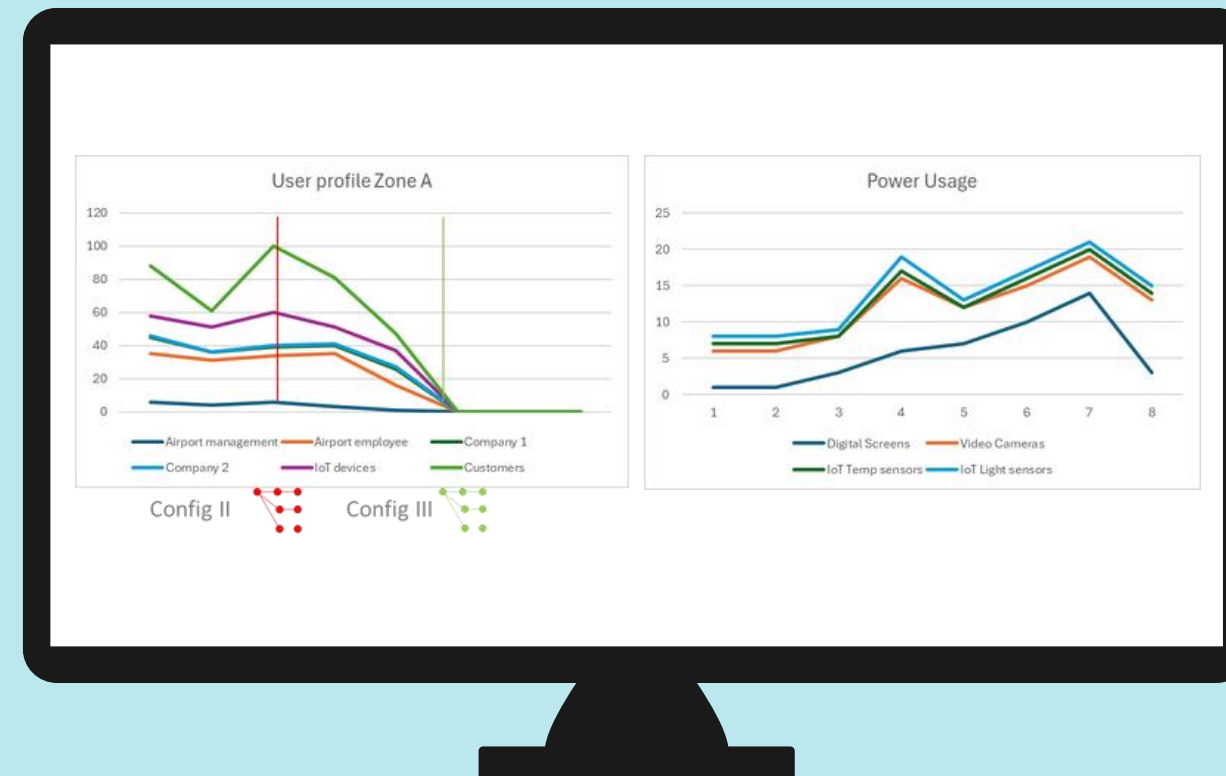 User profile Zone A
120
100
80
60
40
20
0
Airport management Airport employee Company 1
Company 2 IoT devices Customers
Config II Config III
Power Usage
25
20
15
10
5
0
1 2 3 4 5 6 7 8
Digital Screens Video Cameras
IoT Temp sensors IoT Light sensors